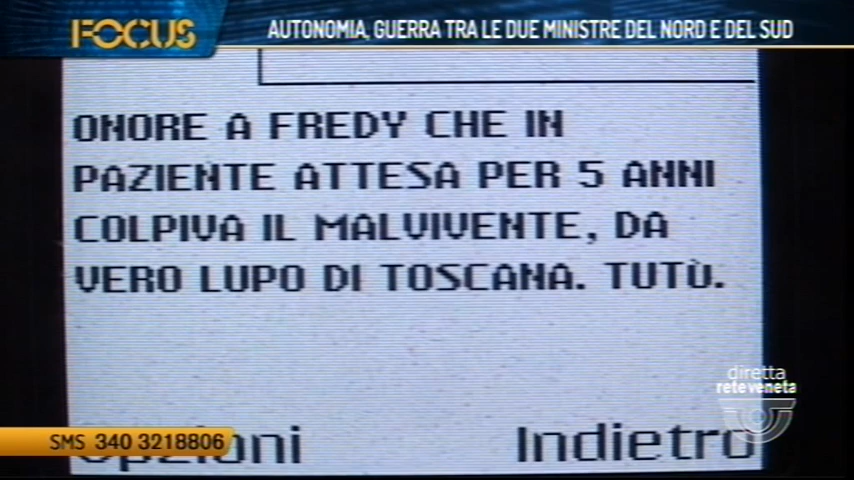 FOCUS
AUTONOMIA, GUERRA TRA LE DUE MINISTRE DEL NORD E DEL SUD
ONORE A FREDY CHE IN
PAZIENTE ATTESA PER 5 ANNI
COLPIVA IL MALVIVENTE, DA
VERO LUPO DI TOSCANA. TUTÙ.
diretta
reteveneta
SMS 340 3218806
Opzioni
Indietro